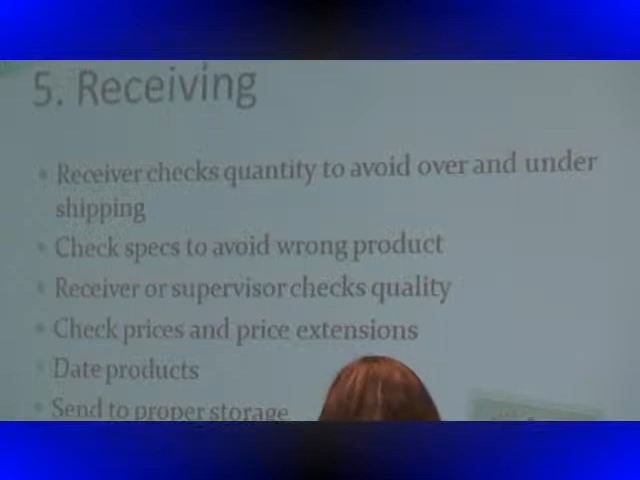 5. Receiving
• Receiver checks quantity to avoid over and under
shipping
• Check specs to avoid wrong product
• Receiver or supervisor checks quality
• Check prices and price extensions
• Date products
• Send to proper storage